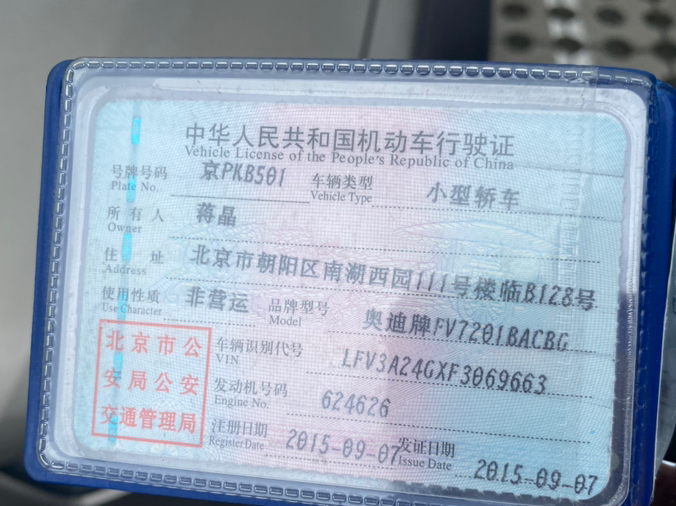 中华人民共和国机动车行驶证
Vehicle License of the People's Republic of China
号牌号码 京PKB501 车辆类型 小型轿车
Plate No. Vehicle Type
所有人 蒋晶
Owner
住址 北京市朝阳区南湖西园111号楼临B128号
Address
使用性质 非营运 品牌型号 奥迪牌FV7201BACBG
Use Character Model
车辆识别代号 LFV3A24GXF3069663
VIN
发动机号码 624626
Engine No.
注册日期 2015-09-07 发证日期 2015-09-07
Register Date Issue Date
北京市公
安局公安
交通管理局